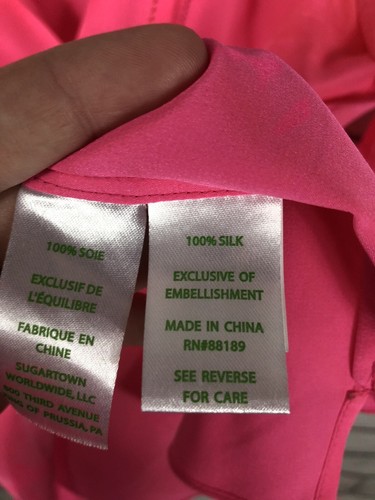 100% SOIE
EXCLUSIF DE
L'ÉQUILIBRE
FABRIQUE EN
CHINE
SUGARTOWN
WORLDWIDE, LLC
THIRD AVENUE
OF PRUSSIA, PA
100% SILK
EXCLUSIVE OF
EMBELLISHMENT
MADE IN CHINA
RN#88189
SEE REVERSE
FOR CARE